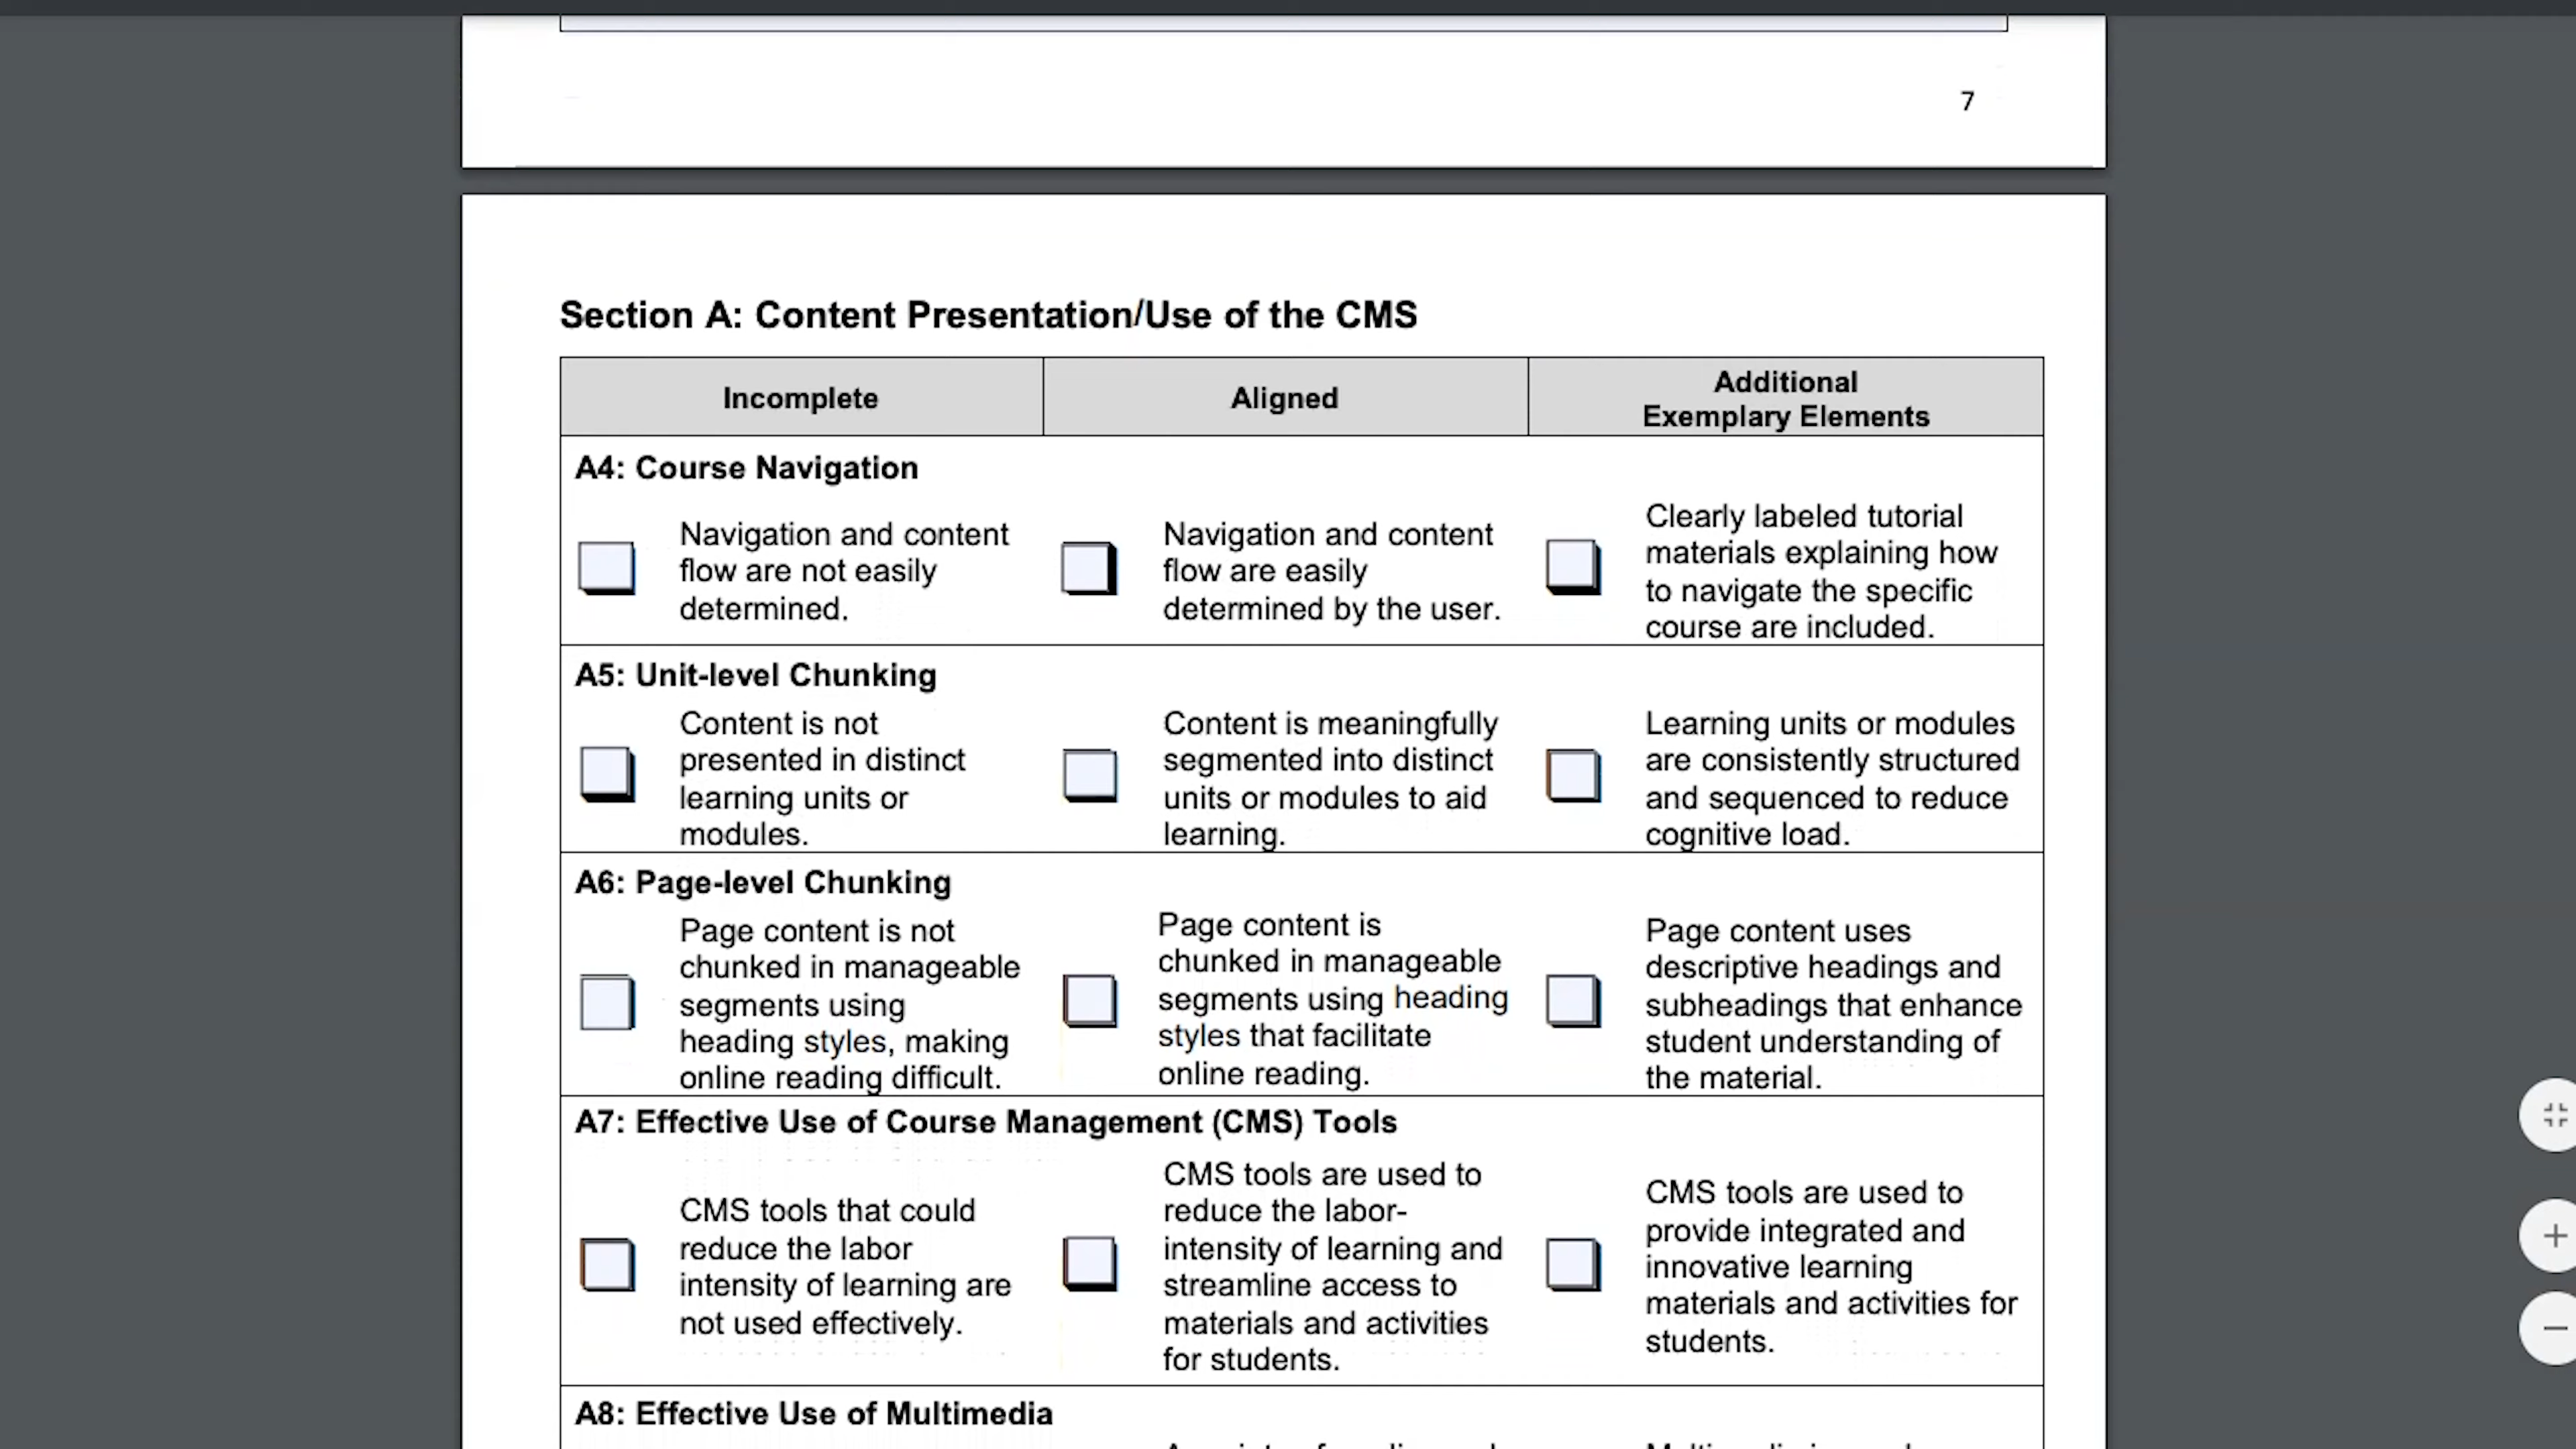 7
Section A: Content Presentation/Use of the CMS
Incomplete
Aligned
Additional
Exemplary Elements
A4: Course Navigation
Navigation and content
flow are not easily
determined.
Navigation and content
flow are easily
determined by the user.
Clearly labeled tutorial
materials explaining how
to navigate the specific
course are included.
A5: Unit-level Chunking
Content is not
presented in distinct
learning units or
modules.
Content is meaningfully
segmented into distinct
units or modules to aid
learning.
Learning units or modules
are consistently structured
and sequenced to reduce
cognitive load.
A6: Page-level Chunking
Page content is not
chunked in manageable
segments using
heading styles, making
online reading difficult.
Page content is
chunked in manageable
segments using heading
styles that facilitate
online reading.
Page content uses
descriptive headings and
subheadings that enhance
student understanding of
the material.
A7: Effective Use of Course Management (CMS) Tools
CMS tools that could
reduce the labor
intensity of learning are
not used effectively.
CMS tools are used to
reduce the labor-
intensity of learning and
streamline access to
materials and activities
for students.
CMS tools are used to
provide integrated and
innovative learning
materials and activities for
students.
A8: Effective Use of Multimedia